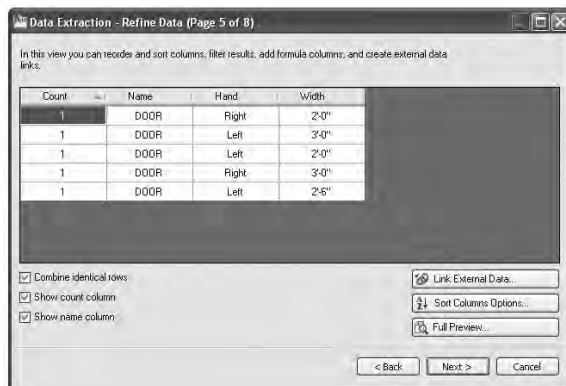 Data Extraction - Refine Data (Page 5 of 8)
In this view you can reorder and sort columns, filter results, add formula columns, and create external data
links.
Count Name Hand Width
1 DOOR Right 2'-0"
1 DOOR Left 3'-0"
1 DOOR Left 2'-0"
1 DOOR Right 3'-0"
1 DOOR Left 2'-6"
Combine identical rows
Show count column
Show name column
Link External Data...
Sort Columns Options...
Full Preview...
< Back Next > Cancel